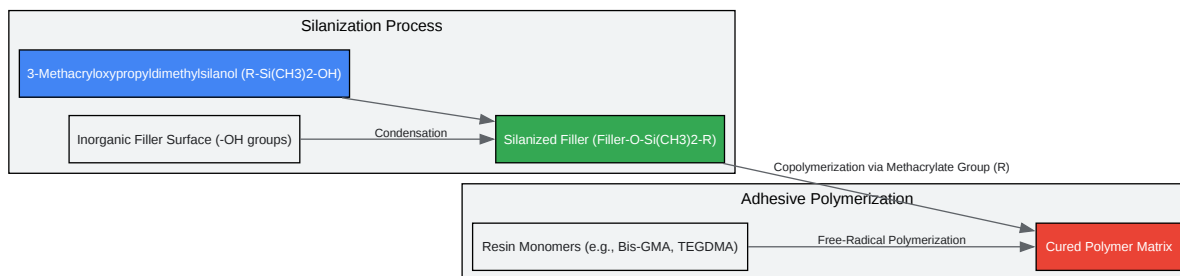 Silanization Process
3-Methacryloxypropyldimethylsilanol (R-Si(CH3)2-OH)
Inorganic Filler Surface (-OH groups)
Condensation
Silanized Filler (Filler-O-Si(CH3)2-R)
Copolymerization via Methacrylate Group (R)
Adhesive Polymerization
Resin Monomers (e.g., Bis-GMA, TEGDMA)
Free-Radical Polymerization
Cured Polymer Matrix